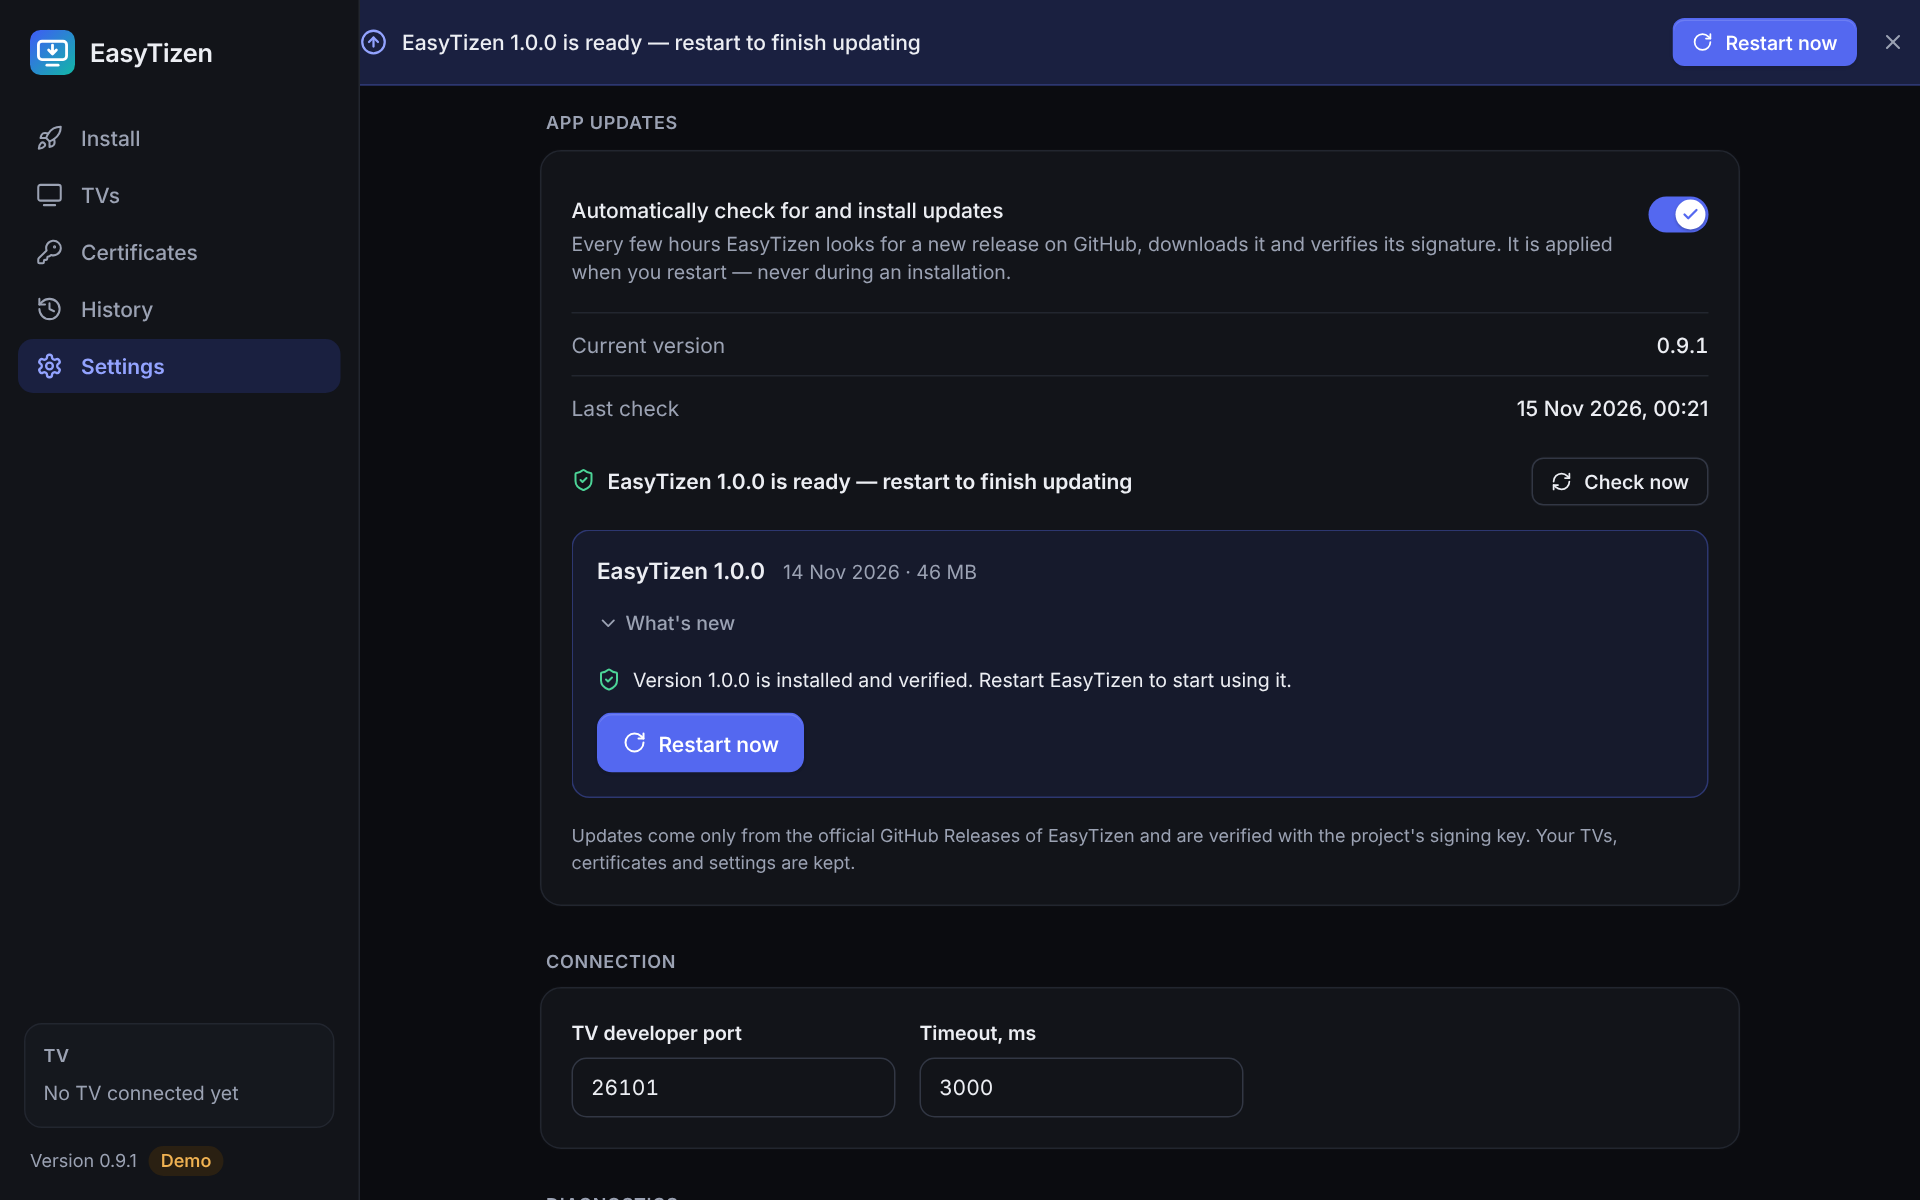 EasyTizen
Install
TVs
Certificates
History
Settings
TV
No TV connected yet
Version 0.9.1 Demo
EasyTizen 1.0.0 is ready — restart to finish updating
Restart now
APP UPDATES
Automatically check for and install updates
Every few hours EasyTizen looks for a new release on GitHub, downloads it and verifies its signature. It is applied
when you restart — never during an installation.
Current version 0.9.1
Last check 15 Nov 2026, 00:21
EasyTizen 1.0.0 is ready — restart to finish updating
Check now
EasyTizen 1.0.0 14 Nov 2026 · 46 MB
What's new
Version 1.0.0 is installed and verified. Restart EasyTizen to start using it.
Restart now
Updates come only from the official GitHub Releases of EasyTizen and are verified with the project's signing key. Your TVs,
certificates and settings are kept.
CONNECTION
TV developer port
Timeout, ms
26101
3000